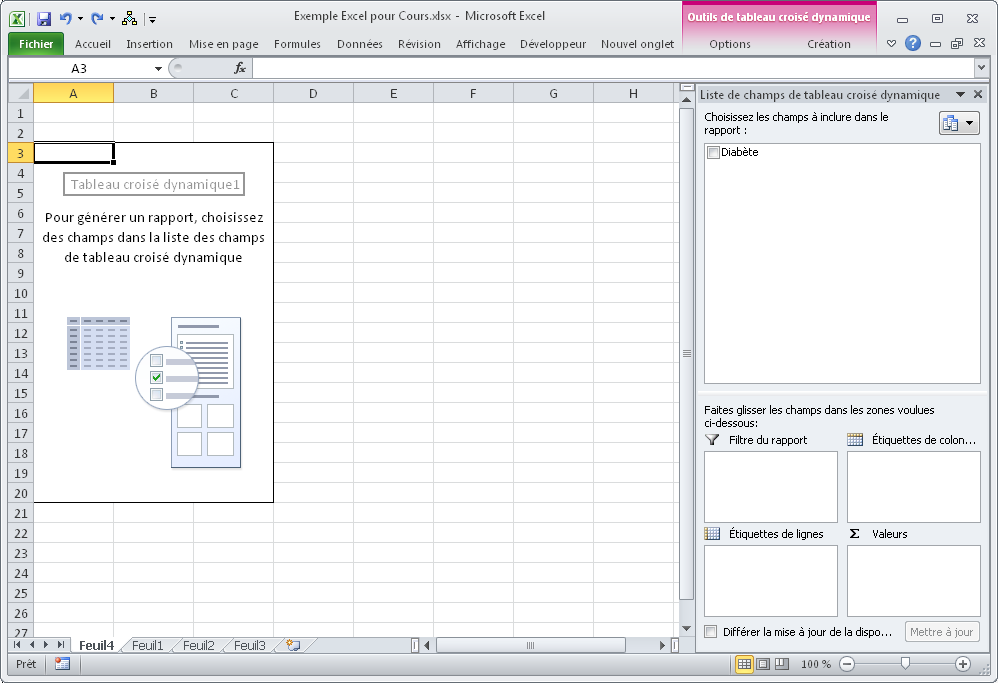 Exemple Excel pour Cours.xlsx - Microsoft Excel
Outils de tableau croisé dynamique
Fichier Accueil Insertion Mise en page Formules Données Révision Affichage Développeur Nouvel onglet Options Création
A3 fx
A B C D E F G H
1
2
3
4
5
6
7
8
9
10
11
12
13
14
15
16
17
18
19
20
21
22
23
24
25
26
27
Tableau croisé dynamique1
Pour générer un rapport, choisissez
des champs dans la liste des champs
de tableau croisé dynamique
Liste de champs de tableau croisé dynamique
Choisissez les champs à inclure dans le
rapport :
Diabète
Faites glisser les champs dans les zones voulues
ci-dessous:
Filtre du rapport
Étiquettes de colon...
Étiquettes de lignes
Σ Valeurs
Différer la mise à jour de la dispo...
Mettre à jour
Feuil4 Feuil1 Feuil2 Feuil3
Prêt
100 %